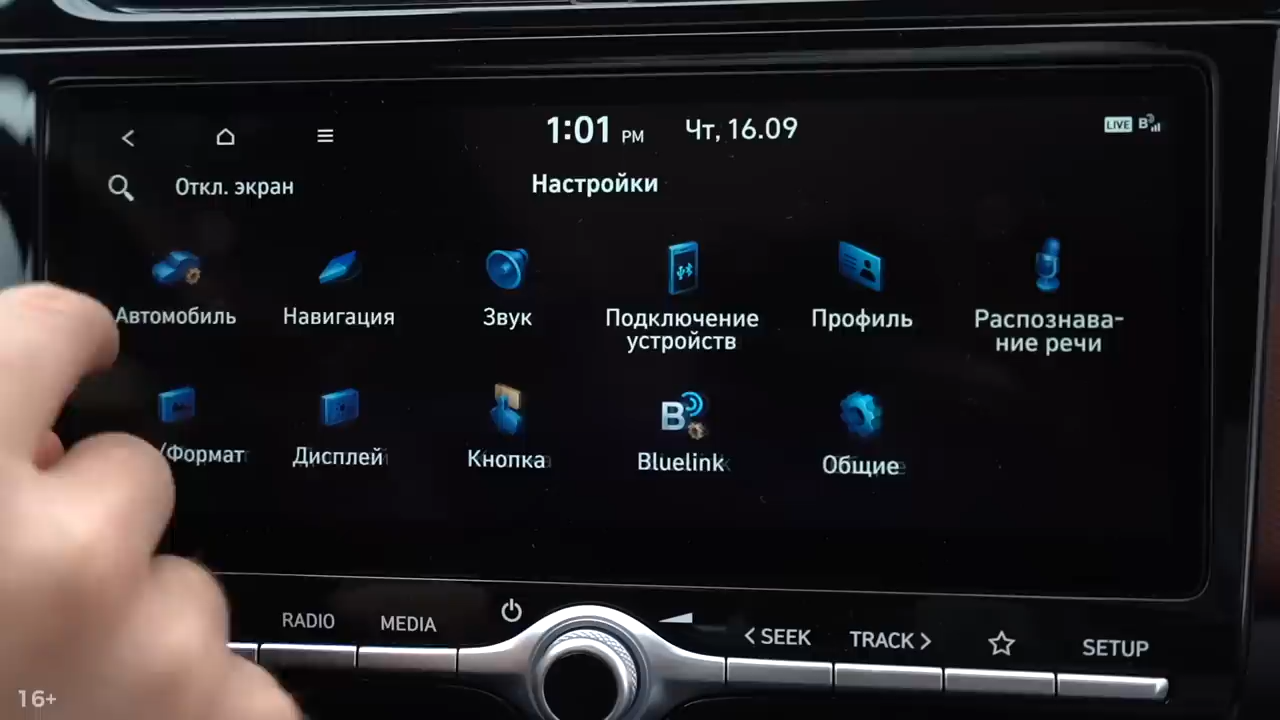 1:01 PM Чт, 16.09
LIVE B
Откл. экран
Настройки
Автомобиль
Навигация
Звук
Подключение
устройств
Профиль
Распознава-
ние речи
/Формат
Дисплей
Кнопка
B
Bluelink
Общие
RADIO
MEDIA
< SEEK
TRACK >
SETUP
16+